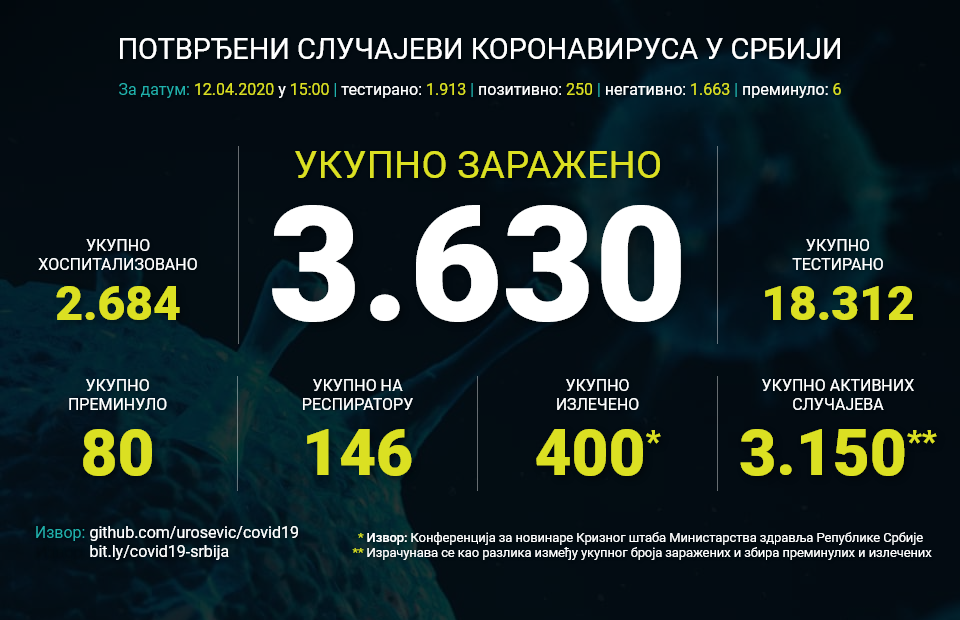 ПОТВРЂЕНИ СЛУЧАЈЕВИ КОРОНАВИРУСА У СРБИЈИ
За датум: 12.04.2020 у 15:00 | тестирано: 1.913 | позитивно: 250 | негативно: 1.663 | преминуло: 6
УКУПНО ЗАРАЖЕНО
3.630
УКУПНО
ХОСПИТАЛИЗОВАНО
2.684
УКУПНО
ТЕСТИРАНО
18.312
УКУПНО
ПРЕМИНУЛО
80
УКУПНО НА
РЕСПИРАТОРУ
146
УКУПНО
ИЗЛЕЧЕНО
400*
УКУПНО АКТИВНИХ
СЛУЧАЈЕВА
3.150**
Извор: github.com/urosevic/covid19
bit.ly/covid19-srbija
* Извор: Конференција за новинаре Кризног штаба Министарства здравља Републике Србије
** Израчунава се као разлика између укупног броја заражених и збира преминулих и излечених